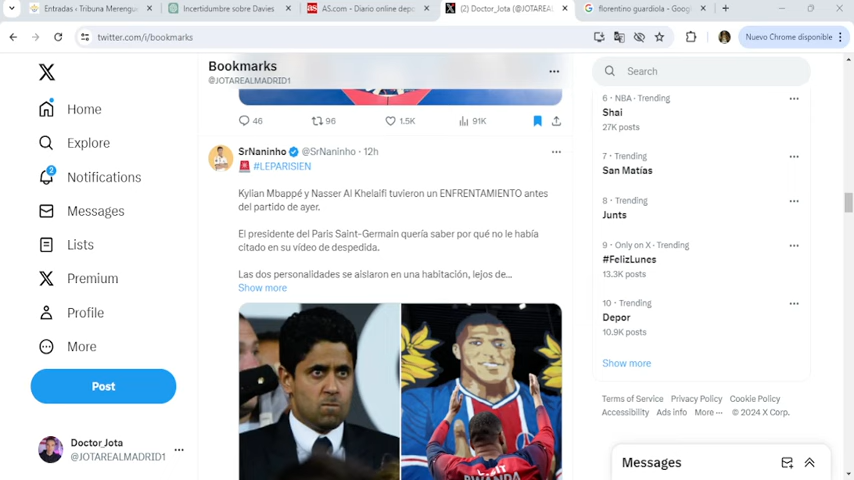 Entradas ‹ Tribuna Merengu
Incertidumbre sobre Davies
AS.com - Diario online depo
(2) Doctor_Jota (@JOTAREAL
florentino guardiola - Goog
twitter.com/i/bookmarks
Nuevo Chrome disponible
Bookmarks
@JOTAREALMADRID1
Search
Home
Explore
2
Notifications
Messages
Lists
Premium
Profile
More
Post
Doctor_Jota
@JOTAREALMADRID1
46 96 1.5K 91K
SrNaninho @SrNaninho · 12h
#LEPARISIEN
Kylian Mbappé y Nasser Al Khelaifi tuvieron un ENFRENTAMIENTO antes
del partido de ayer.
El presidente del Paris Saint-Germain quería saber por qué no le había
citado en su vídeo de despedida.
Las dos personalidades se aislaron en una habitación, lejos de...
Show more
RWANDA
6 · NBA · Trending
Shai
27K posts
7 · Trending
San Matías
8 · Trending
Junts
9 · Only on X · Trending
#FelizLunes
13.3K posts
10 · Trending
Depor
10.9K posts
Show more
Terms of Service Privacy Policy Cookie Policy
Accessibility Ads info More ··· © 2024 X Corp.
Messages